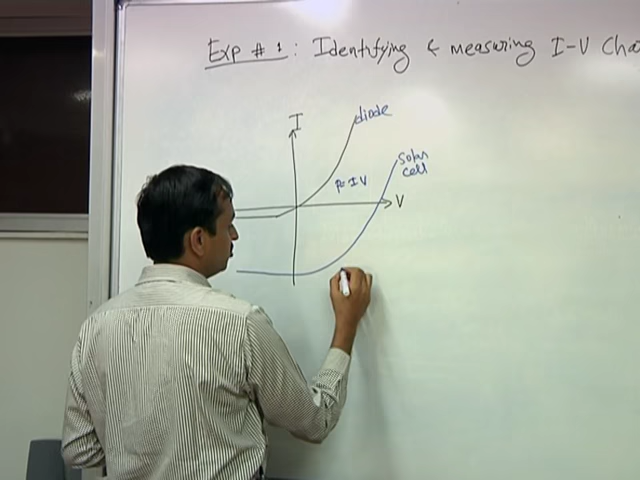 Exp # 1: Identifying & measuring I-V Cha
I
diode
solar
cell
P= I V
V